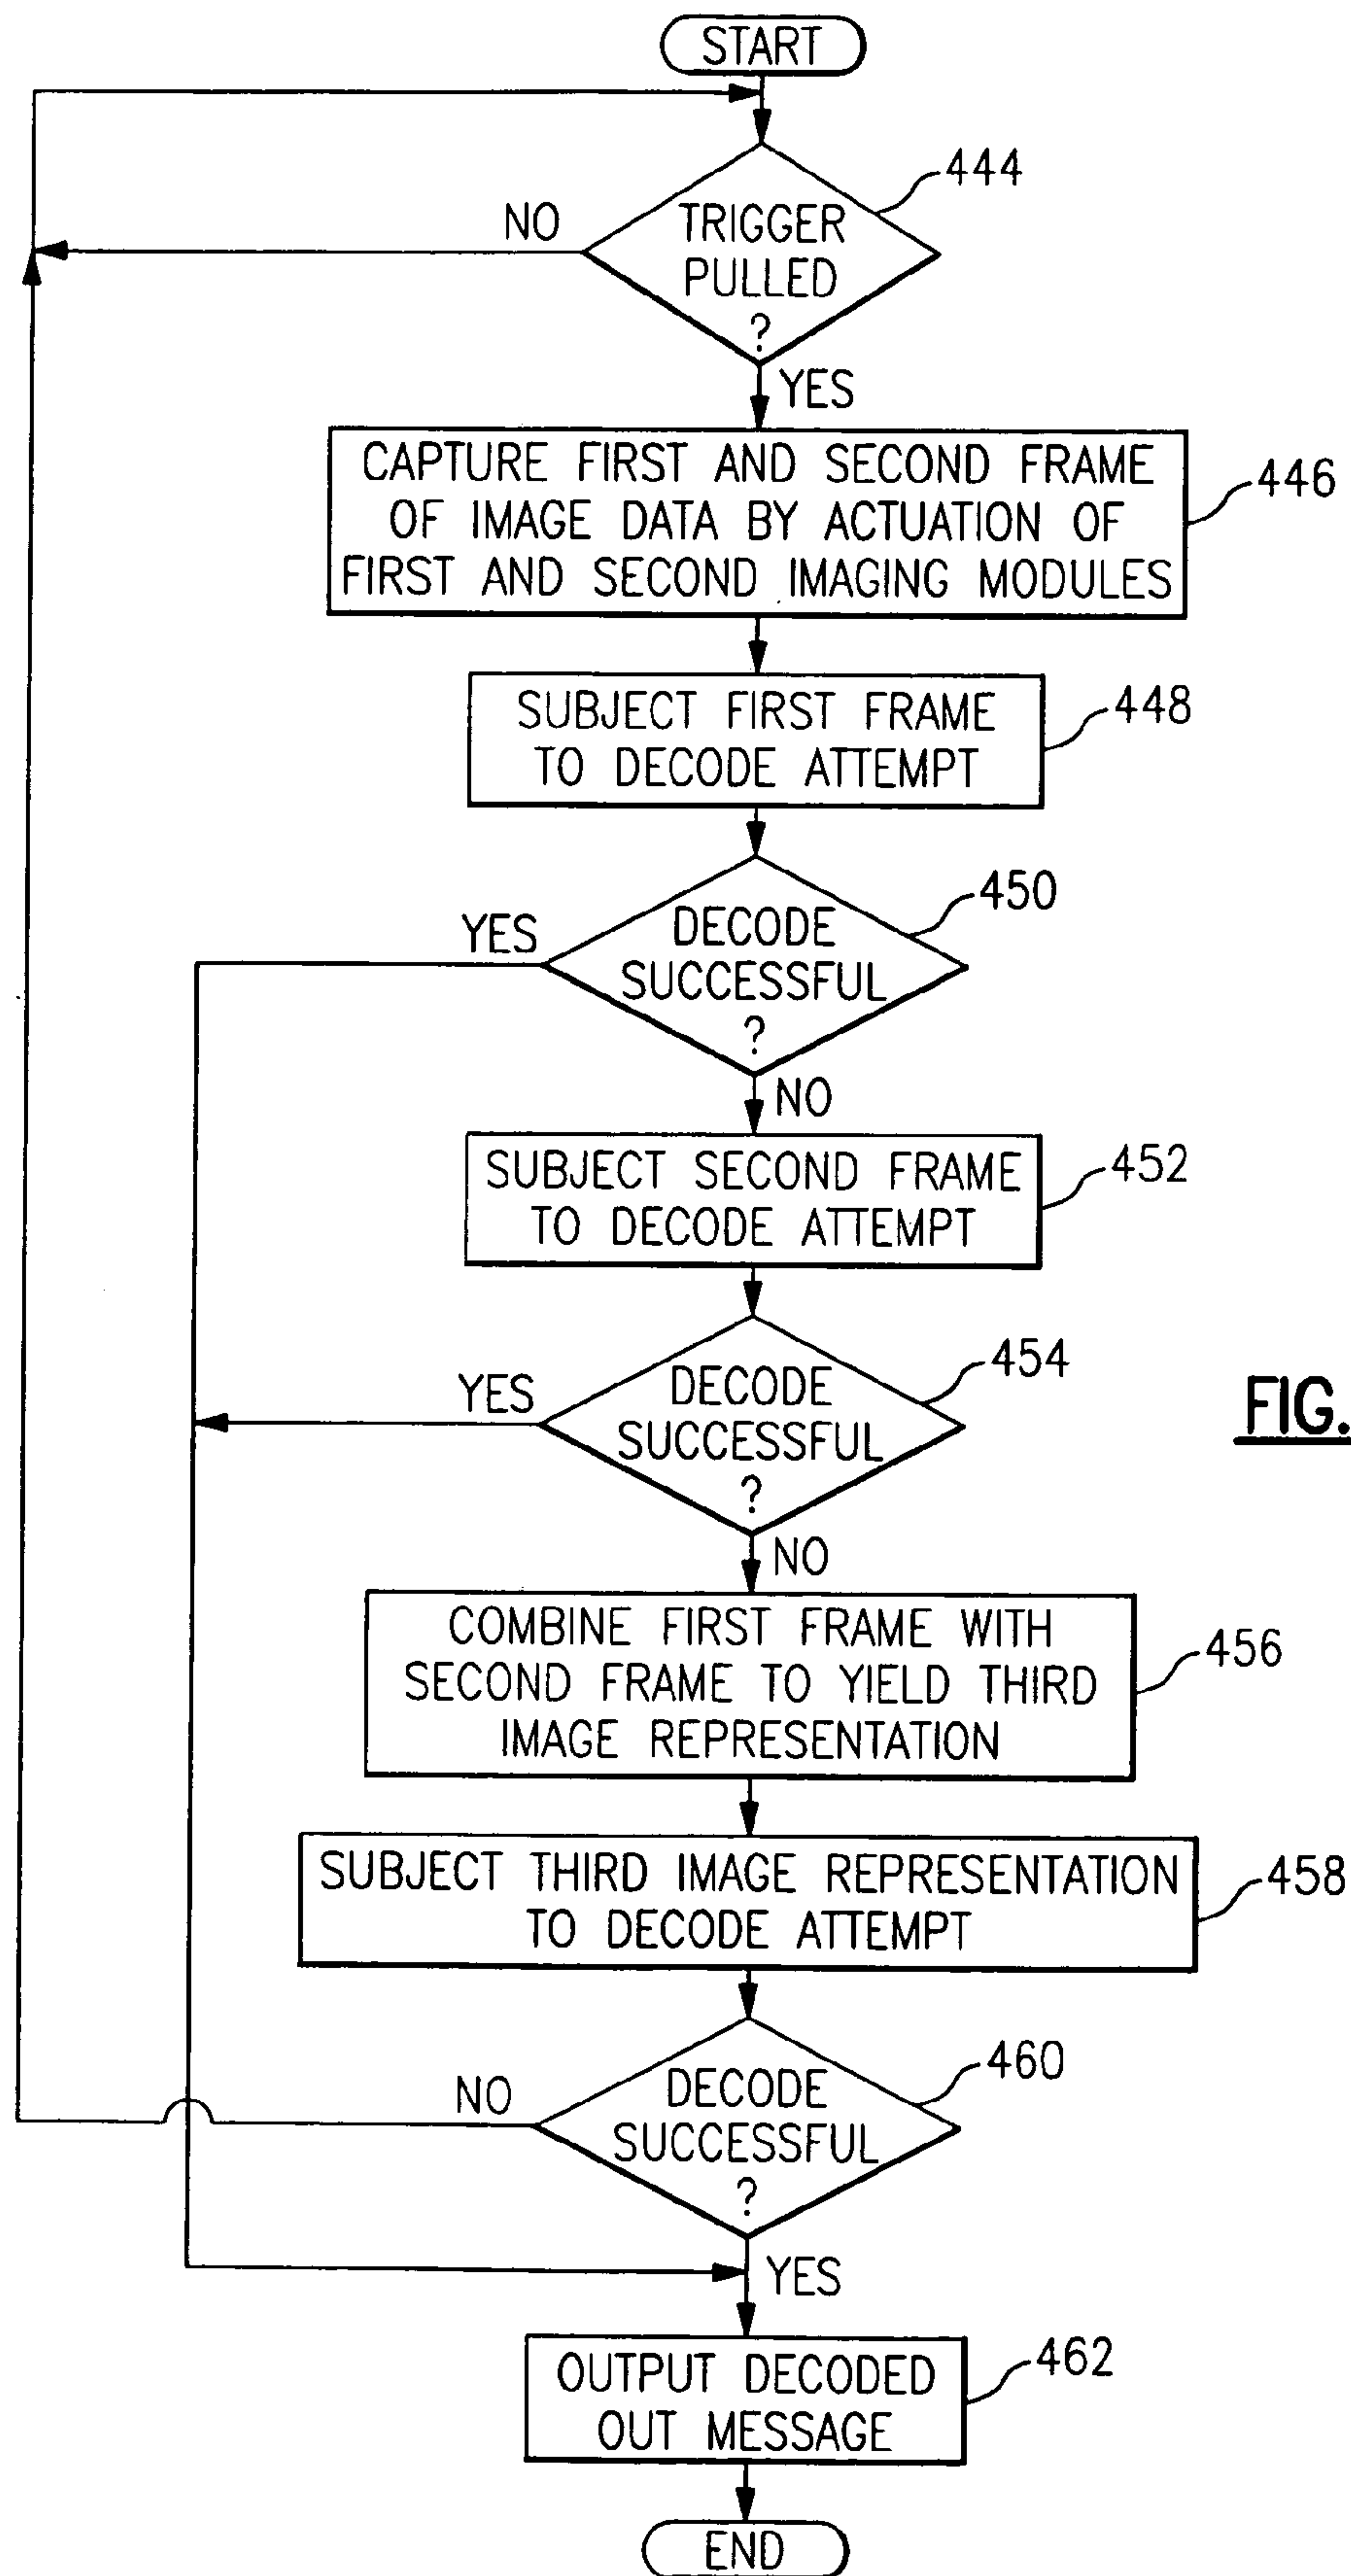 START
444
TRIGGER
PULLED
?
NO
YES
CAPTURE FIRST AND SECOND FRAME
OF IMAGE DATA BY ACTUATION OF
FIRST AND SECOND IMAGING MODULES
446
SUBJECT FIRST FRAME
TO DECODE ATTEMPT
448
450
YES
DECODE
SUCCESSFUL
?
NO
SUBJECT SECOND FRAME
TO DECODE ATTEMPT
452
454
YES
DECODE
SUCCESSFUL
?
FIG.
NO
COMBINE FIRST FRAME WITH
SECOND FRAME TO YIELD THIRD
IMAGE REPRESENTATION
456
SUBJECT THIRD IMAGE REPRESENTATION
TO DECODE ATTEMPT
458
460
NO
DECODE
SUCCESSFUL
?
YES
OUTPUT DECODED
OUT MESSAGE
462
END